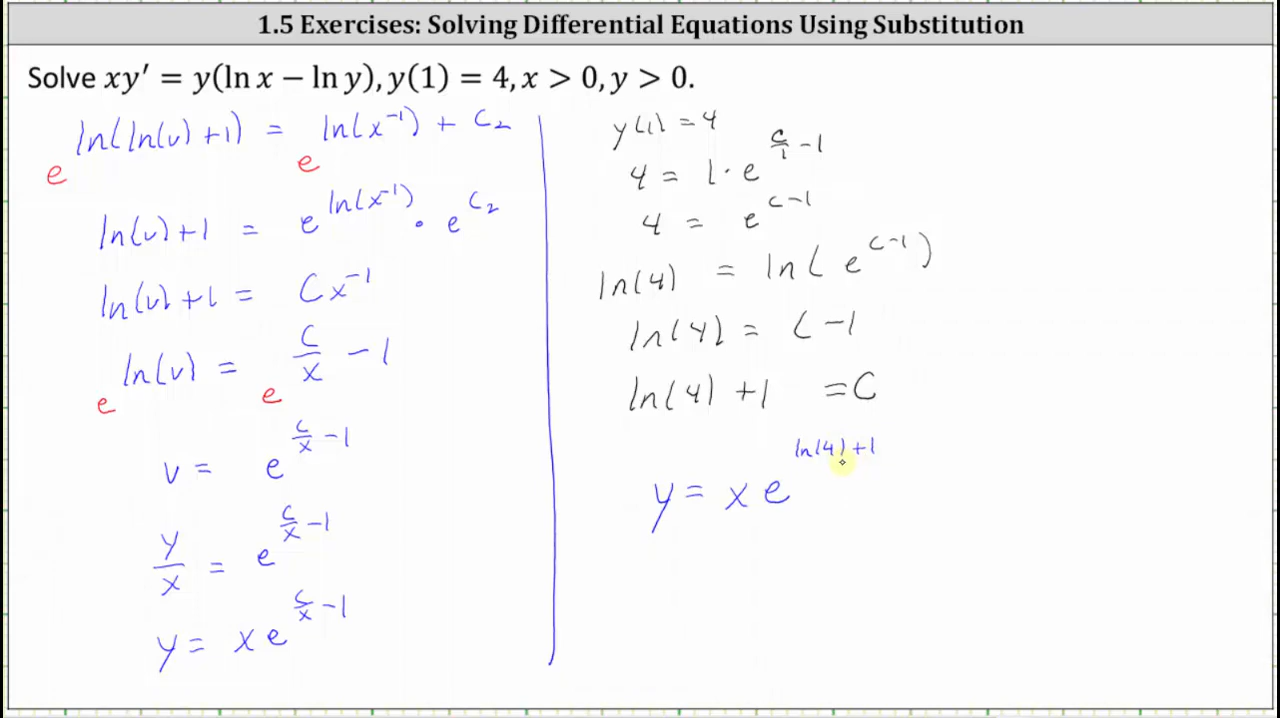 1.5 Exercises: Solving Differential Equations Using Substitution
Solve xy′ = y(ln x − ln y), y(1) = 4, x > 0, y > 0.
e^(ln(ln(v)+1)) = e^(ln(x⁻¹) + C₂)
ln(v)+1 = e^(ln(x⁻¹)) · e^(C₂)
ln(v)+1 = Cx⁻¹
e^(ln(v)) = e^(C/x − 1)
v = e^(C/x − 1)
y/x = e^(C/x − 1)
y = x e^(C/x − 1)
y(1) = 4
4 = 1 · e^(C/1 − 1)
4 = e^(C−1)
ln(4) = ln(e^(C−1))
ln(4) = C − 1
ln(4) + 1 = C
y = x e^(ln(4)+1)